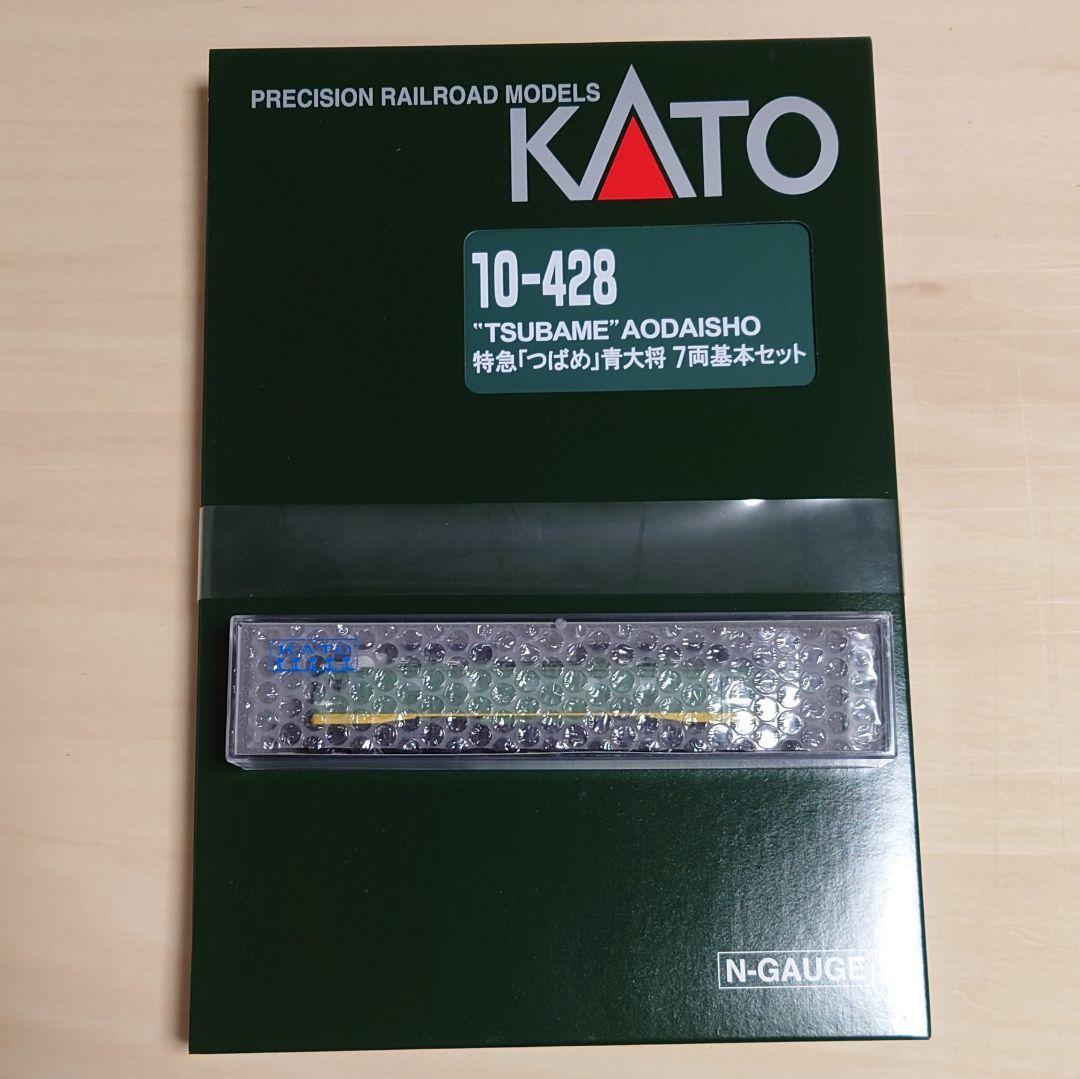 PRECISION RAILROAD MODELS
KATO
10-428
"TSUBAME" AODAISHO
特急「つばめ」青大将 7両基本セット
KATO
N-GAUGE